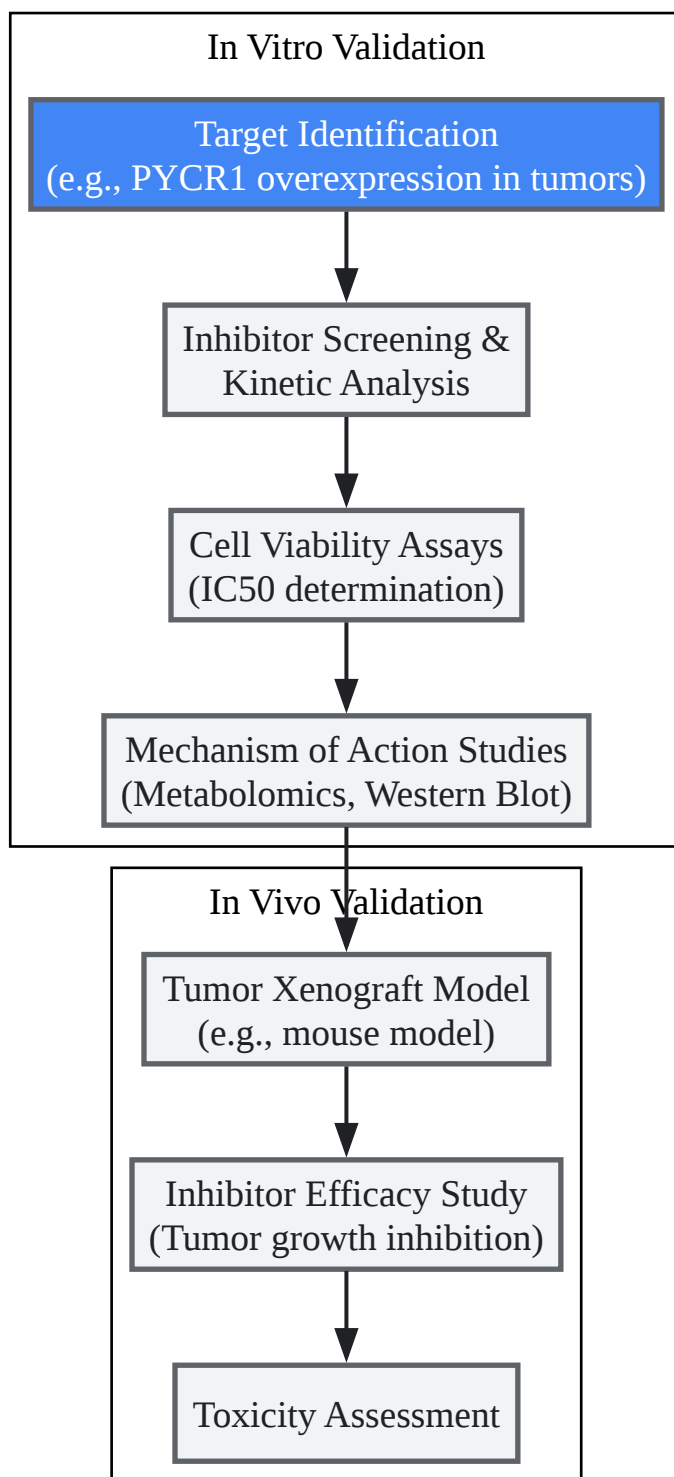 In Vitro Validation
Target Identification
(e.g., PYCR1 overexpression in tumors)
Inhibitor Screening &
Kinetic Analysis
Cell Viability Assays
(IC50 determination)
Mechanism of Action Studies
(Metabolomics, Western Blot)
In Vivo Validation
Tumor Xenograft Model
(e.g., mouse model)
Inhibitor Efficacy Study
(Tumor growth inhibition)
Toxicity Assessment